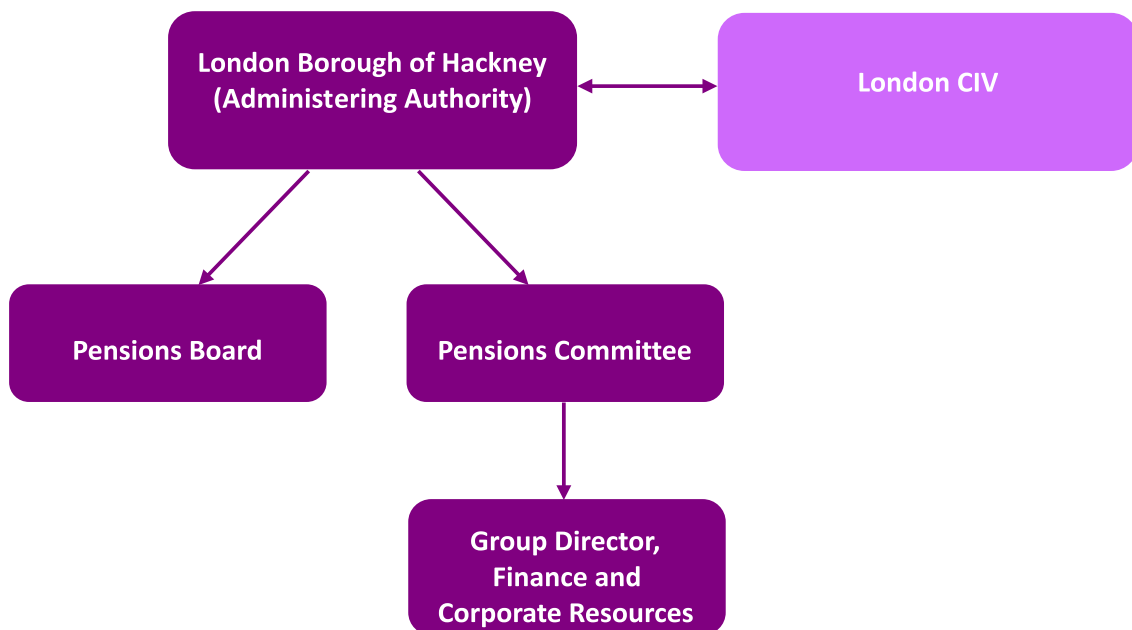 London Borough of Hackney
(Administering Authority)
London CIV
Pensions Board
Pensions Committee
Group Director,
Finance and
Corporate Resources